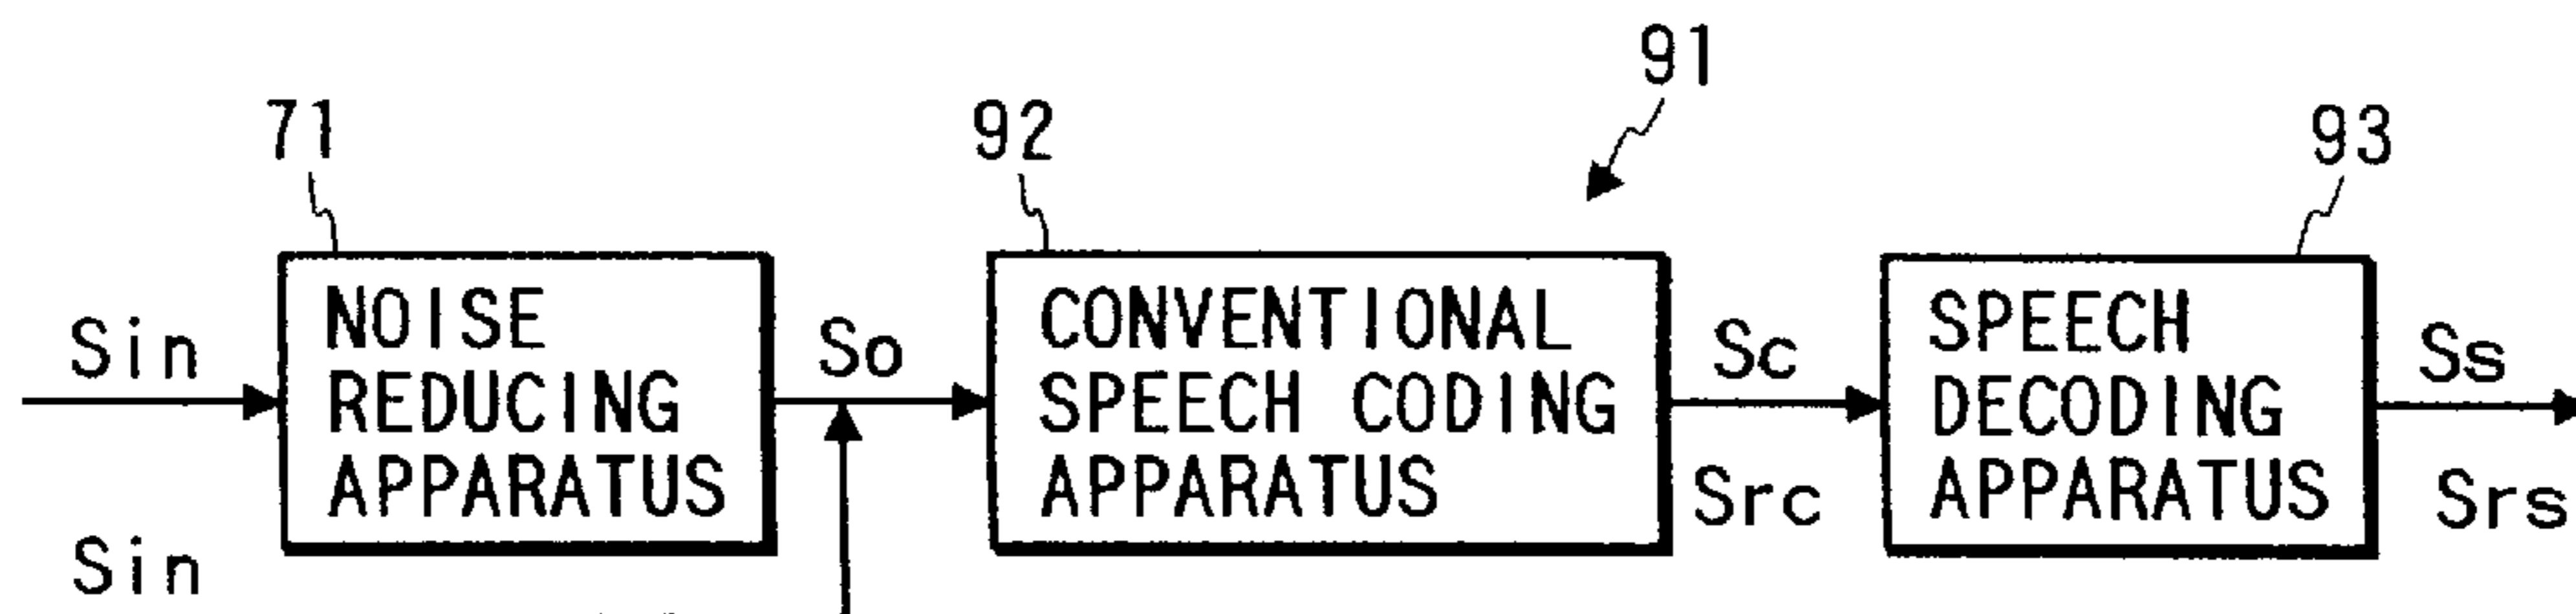 91
71
92
93
Sin
NOISE
REDUCING
APPARATUS
So
CONVENTIONAL
SPEECH CODING
APPARATUS
Sc
Src
SPEECH
DECODING
APPARATUS
Ss
Srs
Sin